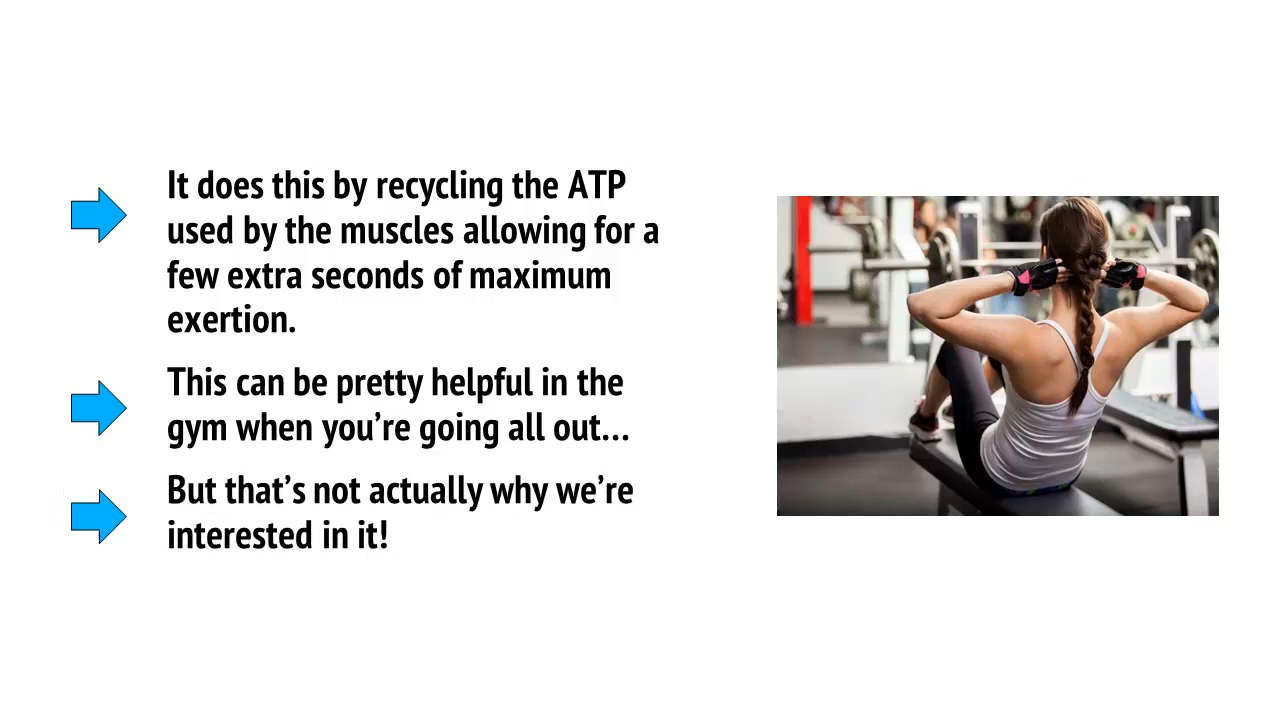 It does this by recycling the ATP
used by the muscles allowing for a
few extra seconds of maximum
exertion.
This can be pretty helpful in the
gym when you’re going all out…
But that’s not actually why we’re
interested in it!